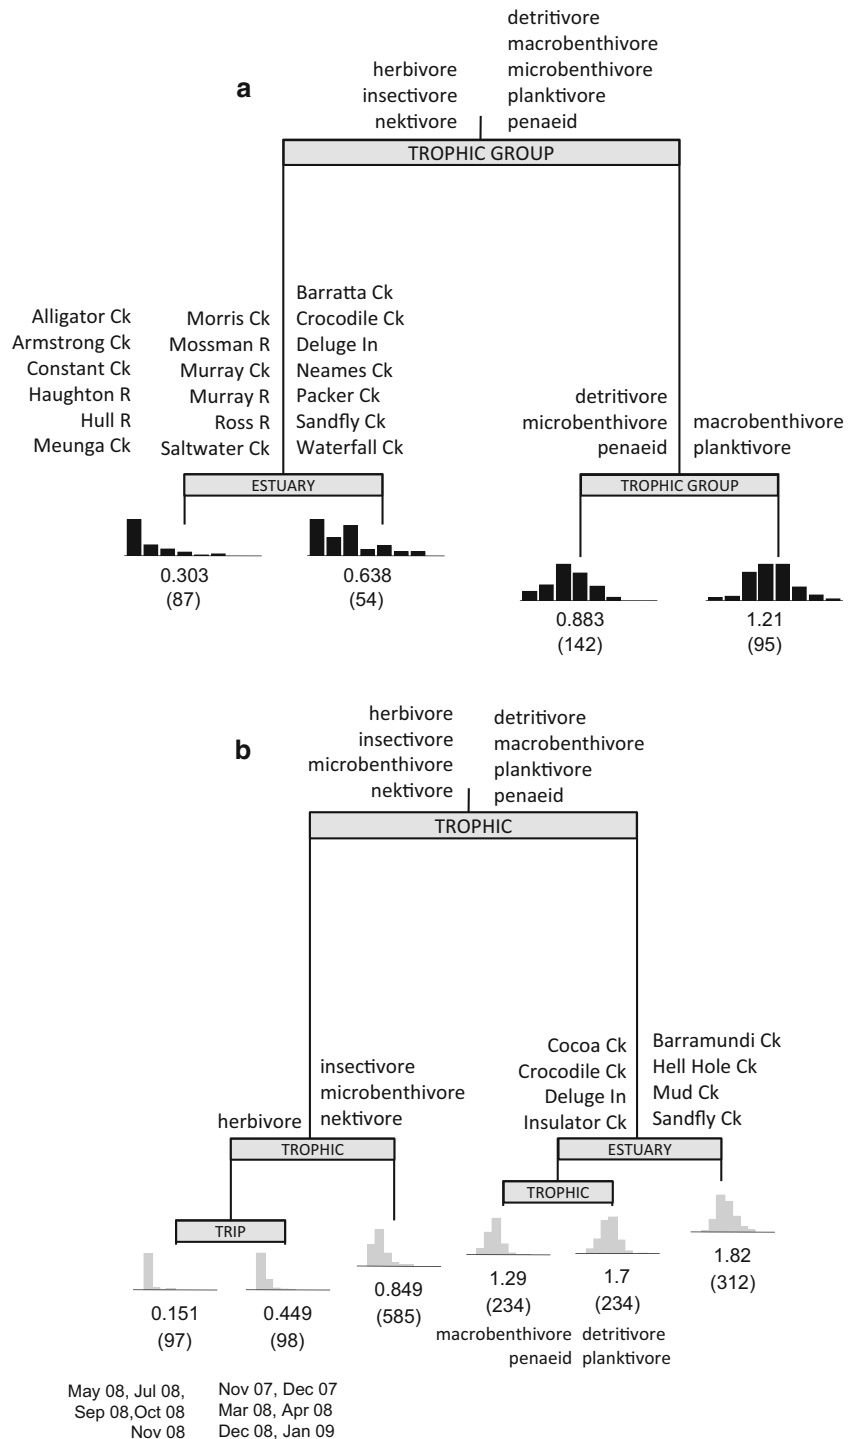 a
herbivore
insectivore
nektivore
detritivore
macrobenthivore
microbenthivore
planktivore
penaeid
TROPHIC GROUP
Alligator Ck
Armstrong Ck
Constant Ck
Haughton R
Hull R
Meunga Ck
Morris Ck
Mossman R
Murray Ck
Murray R
Ross R
Saltwater Ck
Barratta Ck
Crocodile Ck
Deluge In
Neames Ck
Packer Ck
Sandfly Ck
Waterfall Ck
detritivore
microbenthivore
penaeid
macrobenthivore
planktivore
ESTUARY
TROPHIC GROUP
0.303
(87)
0.638
(54)
0.883
(142)
1.21
(95)
b
herbivore
insectivore
microbenthivore
nektivore
detritivore
macrobenthivore
planktivore
penaeid
TROPHIC
herbivore
insectivore
microbenthivore
nektivore
Cocoa Ck
Crocodile Ck
Deluge In
Insulator Ck
Barramundi Ck
Hell Hole Ck
Mud Ck
Sandfly Ck
TROPHIC
ESTUARY
TRIP
TROPHIC
0.151
(97)
0.449
(98)
0.849
(585)
1.29
(234)
macrobenthivore
penaeid
1.7
(234)
detritivore
planktivore
1.82
(312)
May 08, Jul 08,
Sep 08,Oct 08
Nov 08
Nov 07, Dec 07
Mar 08, Apr 08
Dec 08, Jan 09